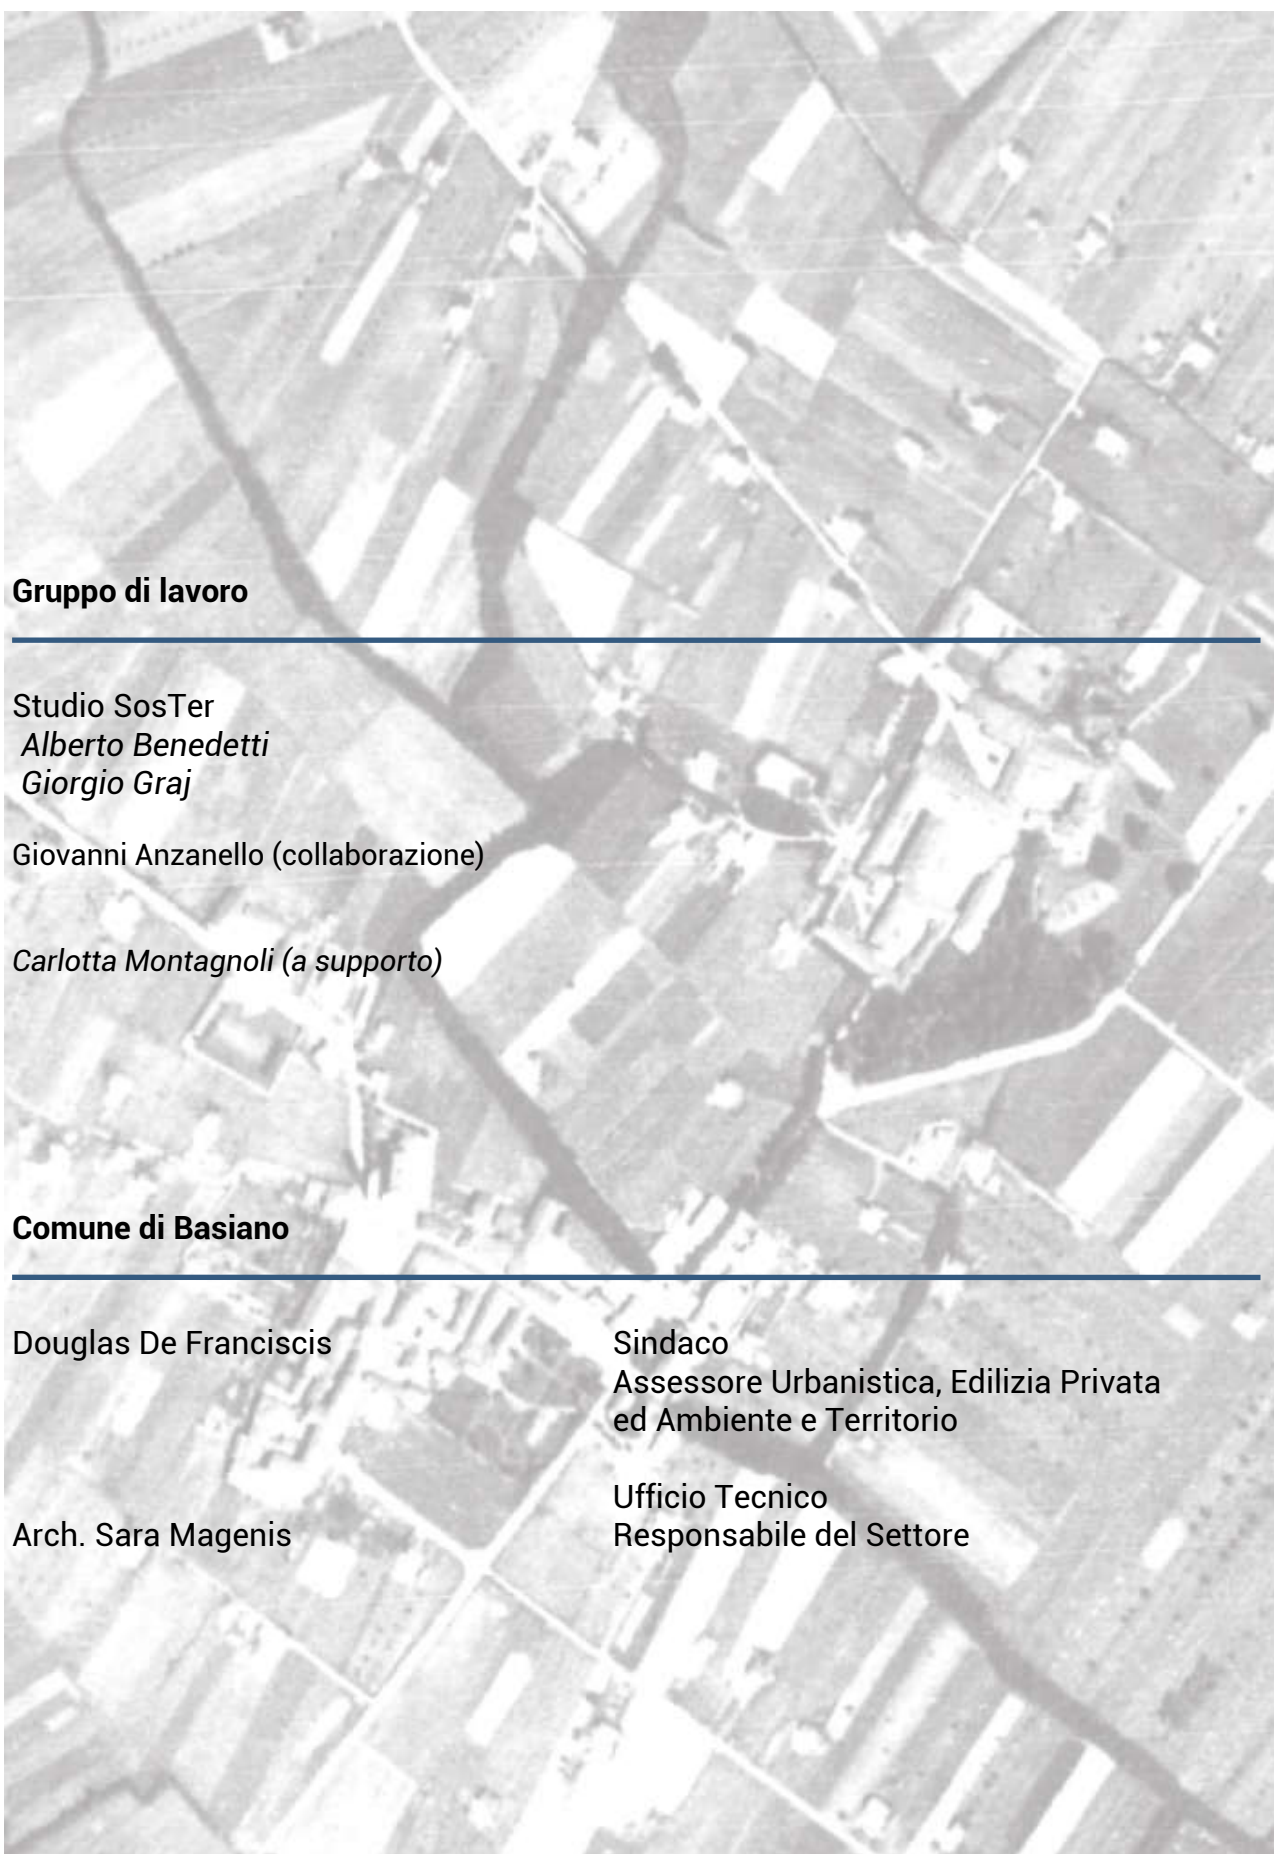 Gruppo di lavoro
Studio SosTer
Alberto Benedetti
Giorgio Graj
Giovanni Anzanello (collaborazione)
Carlotta Montagnoli (a supporto)
Comune di Basiano
Douglas De Franciscis
Sindaco
Assessore Urbanistica, Edilizia Privata
ed Ambiente e Territorio
Ufficio Tecnico
Arch. Sara Magenis
Responsabile del Settore